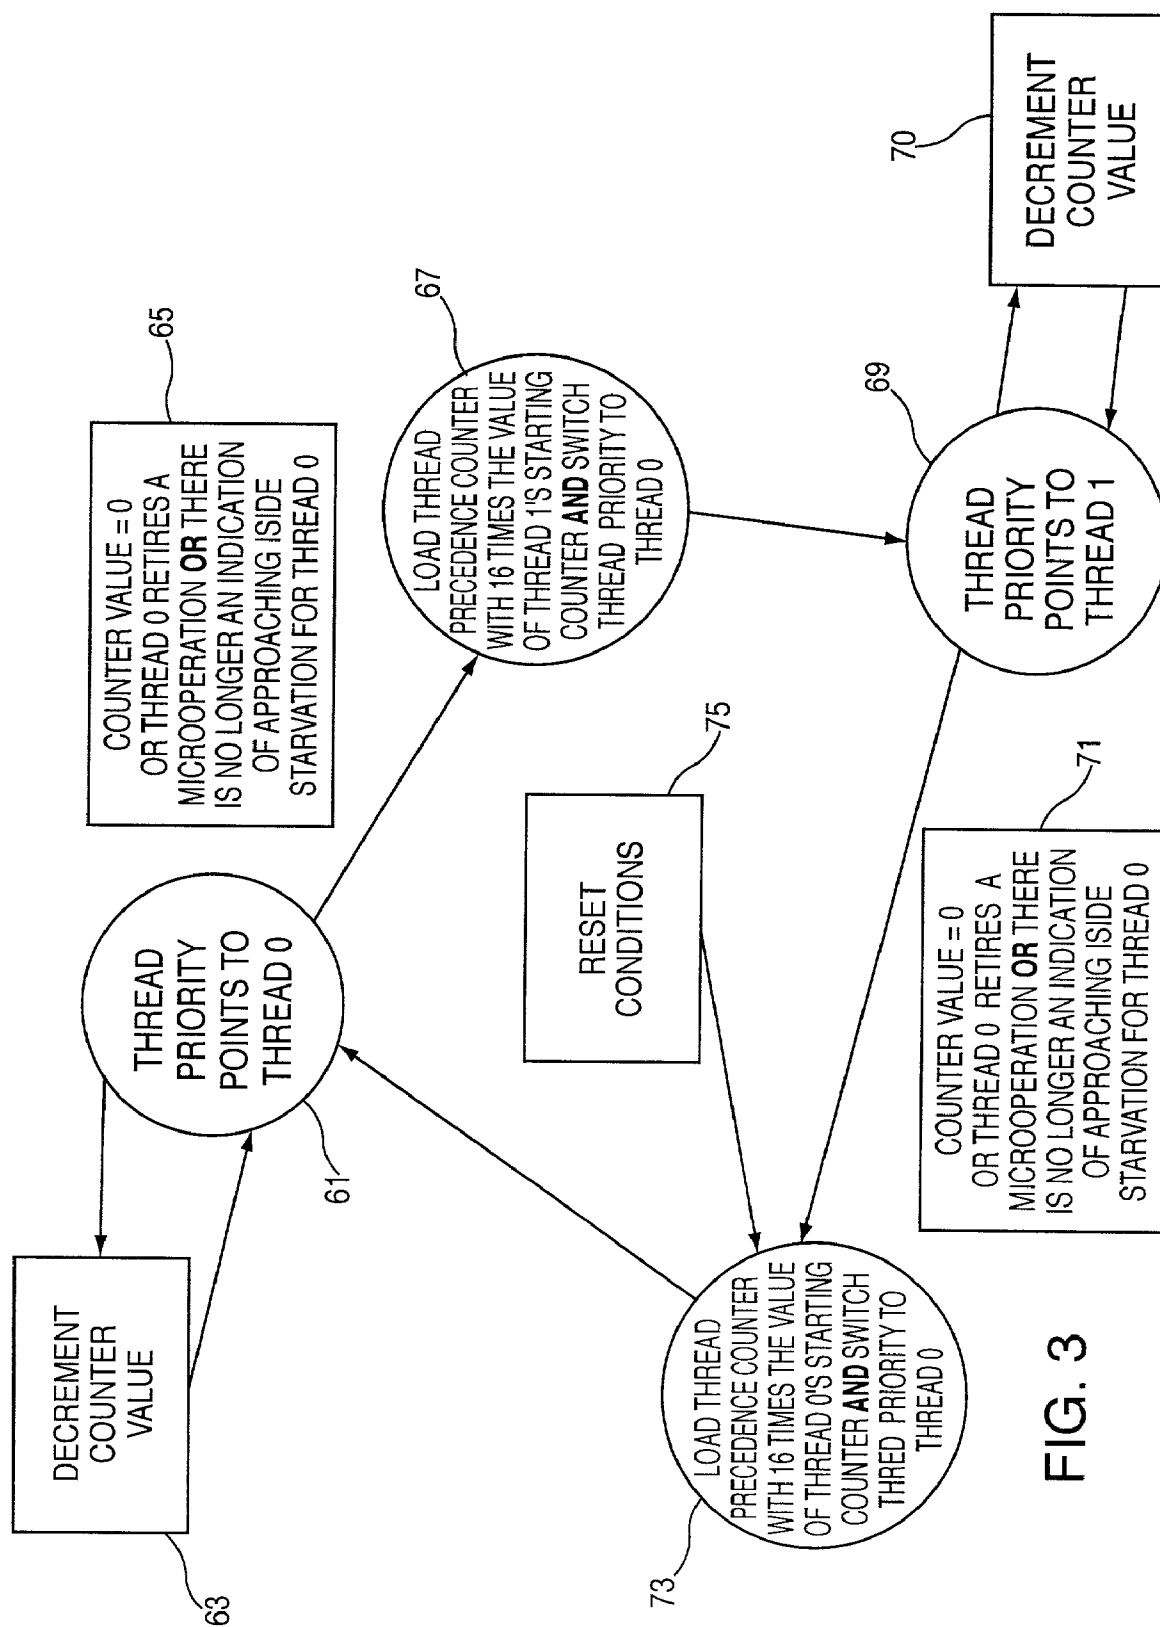 63
DECREMENT
COUNTER
VALUE
61
THREAD
PRIORITY
POINTS TO
THREAD 0
65
COUNTER VALUE = 0
OR THREAD 0 RETIRES A
MICROOPERATION OR THERE
IS NO LONGER AN INDICATION
OF APPROACHING ISIDE
STARVATION FOR THREAD 0
67
LOAD THREAD
PRECEDENCE COUNTER
WITH 16 TIMES THE VALUE
OF THREAD 1'S STARTING
COUNTER AND SWITCH
THREAD PRIORITY TO
THREAD 0
75
RESET
CONDITIONS
73
LOAD THREAD
PRECEDENCE COUNTER
WITH 16 TIMES THE VALUE
OF THREAD 0'S STARTING
COUNTER AND SWITCH
THRED PRIORITY TO
THREAD 0
71
COUNTER VALUE = 0
OR THREAD 0 RETIRES A
MICROOPERATION OR THERE
IS NO LONGER AN INDICATION
OF APPROACHING ISIDE
STARVATION FOR THREAD 0
69
THREAD
PRIORITY
POINTS TO
THREAD 1
70
DECREMENT
COUNTER
VALUE
FIG. 3